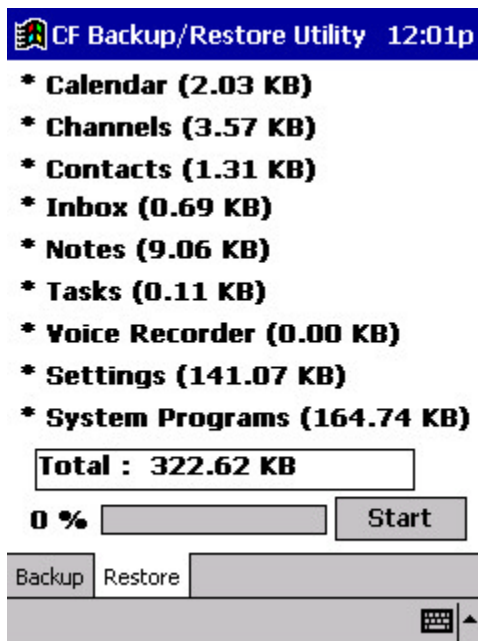 CF Backup/Restore Utility 12:01p
* Calendar (2.03 KB)
* Channels (3.57 KB)
* Contacts (1.31 KB)
* Inbox (0.69 KB)
* Notes (9.06 KB)
* Tasks (0.11 KB)
* Voice Recorder (0.00 KB)
* Settings (141.07 KB)
* System Programs (164.74 KB)
Total : 322.62 KB
0 % Start
Backup Restore